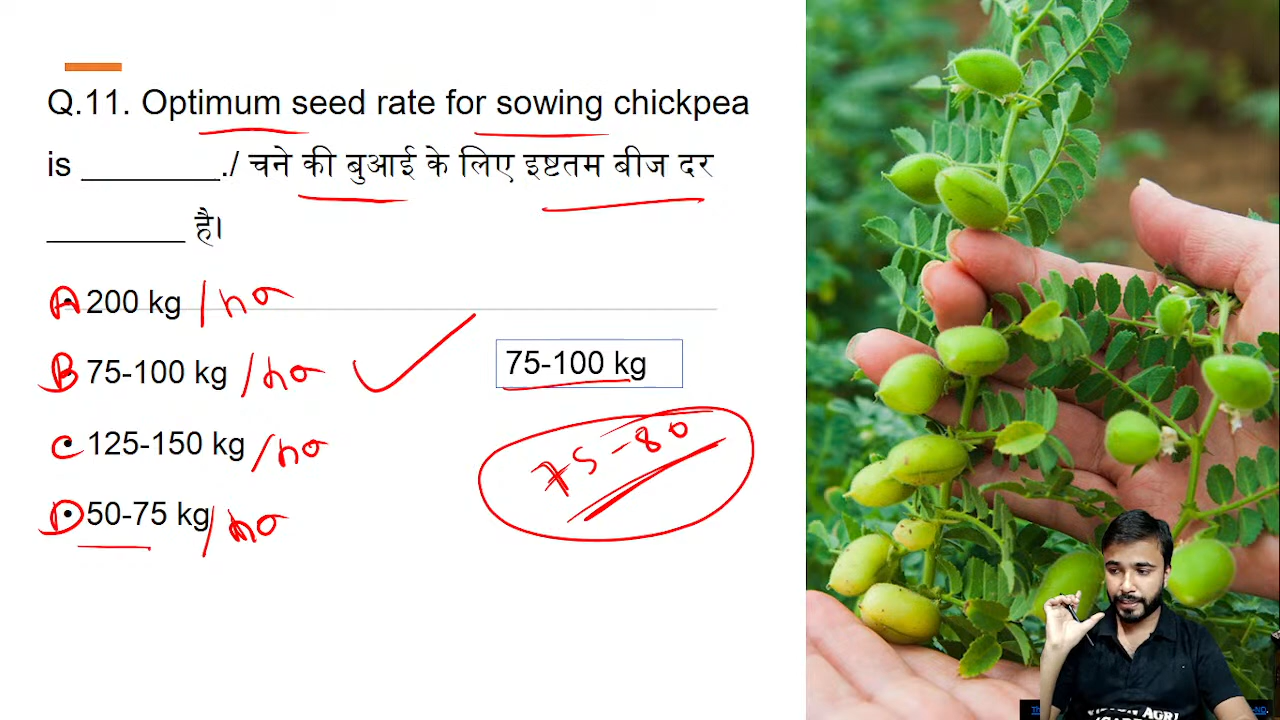 Q.11. Optimum seed rate for sowing chickpea
is ________./ चने की बुआई के लिए इष्टतम बीज दर
________ है।
A 200 kg /ha
B 75-100 kg /ha
75-100 kg
C 125-150 kg /ha
75-80
D 50-75 kg /ha